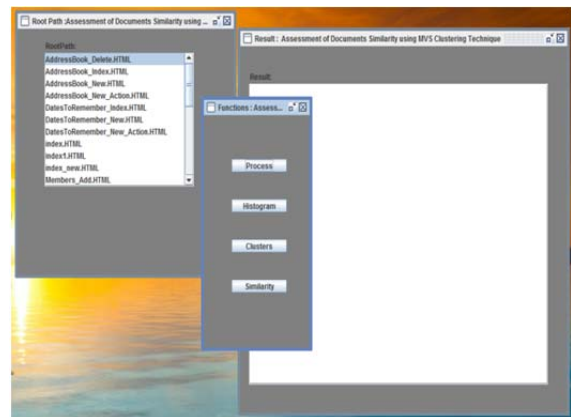 Root Path :Assessment of Documents Similarity using ...
RootPath:
AddressBook_Delete.HTML
AddressBook_Index.HTML
AddressBook_New.HTML
AddressBook_New_Action.HTML
DatesToRemember_Index.HTML
DatesToRemember_New.HTML
DatesToRemember_New_Action.HTML
index.HTML
index1.HTML
index_new.HTML
Members_Add.HTML
Functions : Assess...
Process
Histogram
Clusters
Similarity
Result : Assessment of Documents Similarity using MVS Clustering Technique
Result: